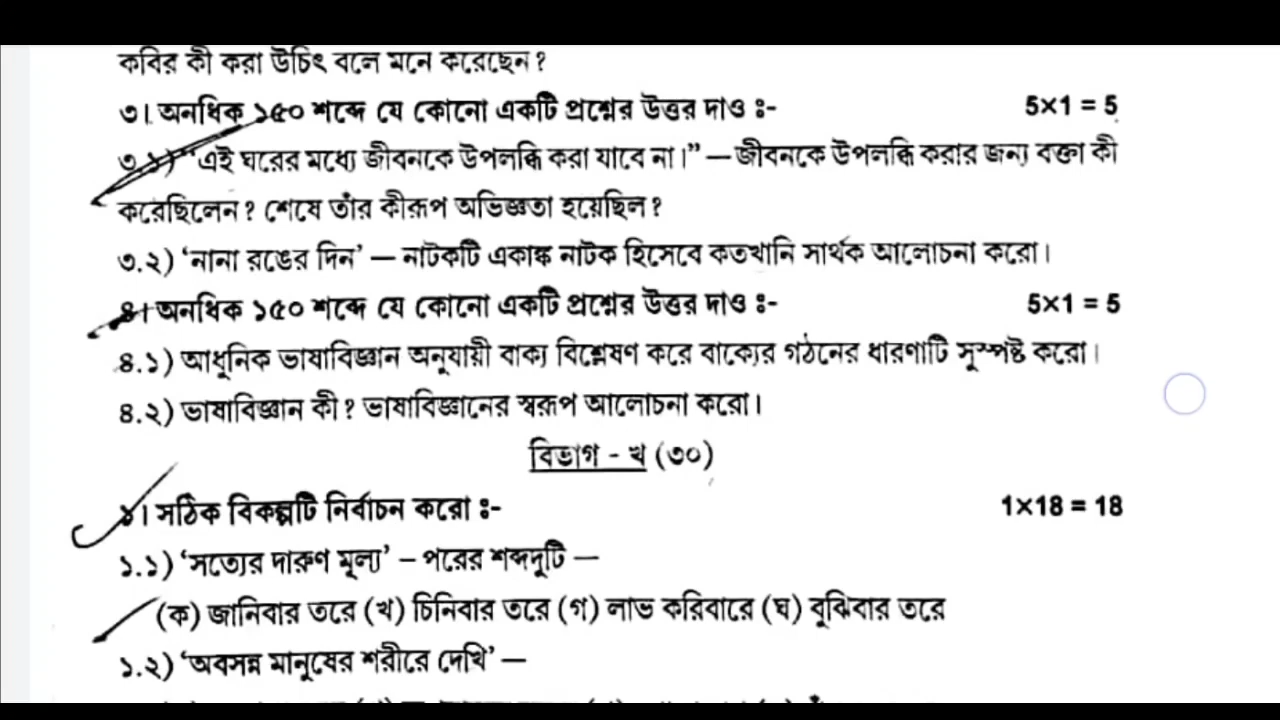 কবির কী করা উচিৎ বলে মনে করেছেন?
৩। অনধিক ১৫০ শব্দে যে কোনো একটি প্রশ্নের উত্তর দাও ঃ- 5×1 = 5
৩.১) “এই ঘরের মধ্যে জীবনকে উপলব্ধি করা যাবে না।” — জীবনকে উপলব্ধি করার জন্য বক্তা কী
করেছিলেন? শেষে তাঁর কীরূপ অভিজ্ঞতা হয়েছিল?
৩.২) ‘নানা রঙের দিন’ — নাটকটি একাঙ্ক নাটক হিসেবে কতখানি সার্থক আলোচনা করো।
৪। অনধিক ১৫০ শব্দে যে কোনো একটি প্রশ্নের উত্তর দাও ঃ- 5×1 = 5
৪.১) আধুনিক ভাষাবিজ্ঞান অনুযায়ী বাক্য বিশ্লেষণ করে বাক্যের গঠনের ধারণাটি সুস্পষ্ট করো।
৪.২) ভাষাবিজ্ঞান কী? ভাষাবিজ্ঞানের স্বরূপ আলোচনা করো।
বিভাগ - খ (৩০)
১। সঠিক বিকল্পটি নির্বাচন করো ঃ- 1×18 = 18
১.১) ‘সত্যের দারুণ মূল্য’ – পরের শব্দদুটি —
(ক) জানিবার তরে (খ) চিনিবার তরে (গ) লাভ করিবারে (ঘ) বুঝিবার তরে
১.২) ‘অবসন্ন মানুষের শরীরে দেখি’ —